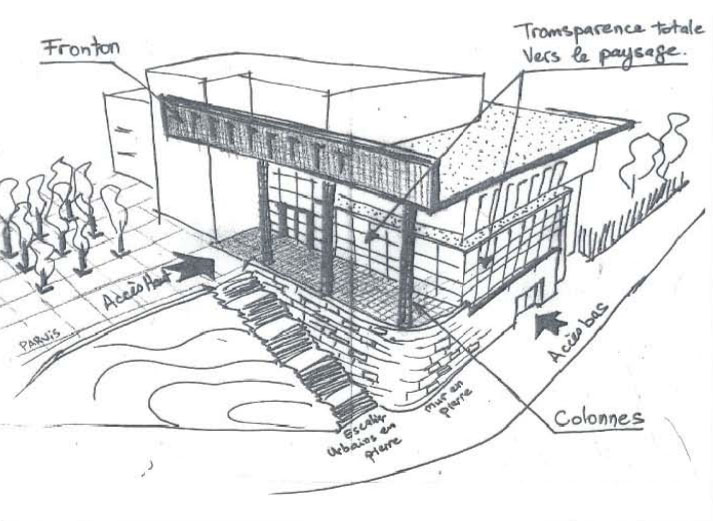 Fronton
Transparence totale
Vers le paysage.
Accès Haut
PARVIS
Accès bas
Mur en
pierre
Escalier
Urbains en
pierre
Colonnes